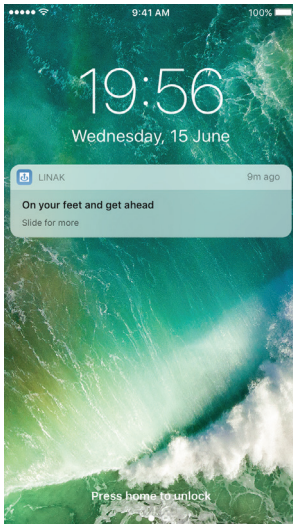 9:41 AM
100%
19:56
Wednesday, 15 June
LINAK
9m ago
On your feet and get ahead
Slide for more
Press home to unlock